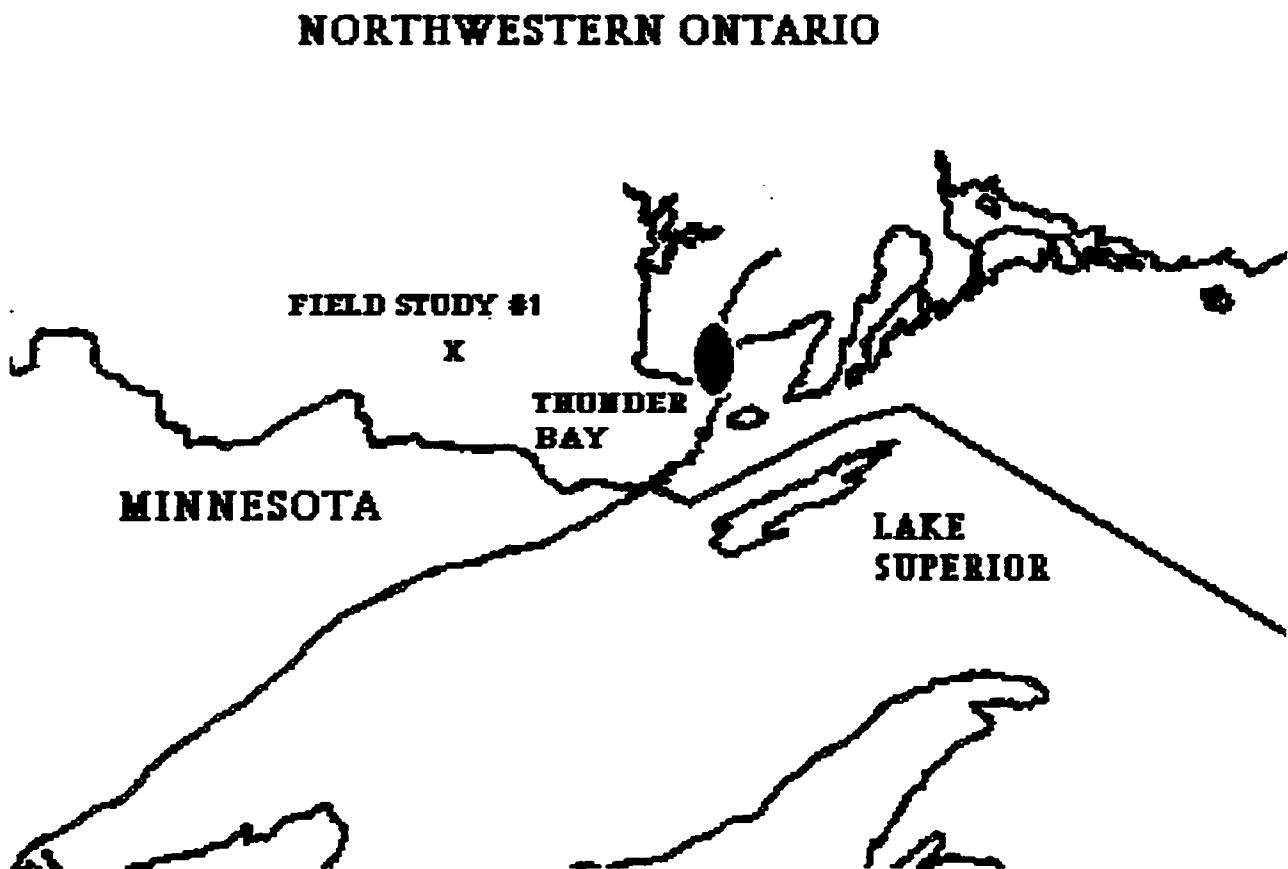 NORTHWESTERN ONTARIO
FIELD STUDY #1
X
THUNDER
BAY
MINNESOTA
LAKE
SUPERIOR